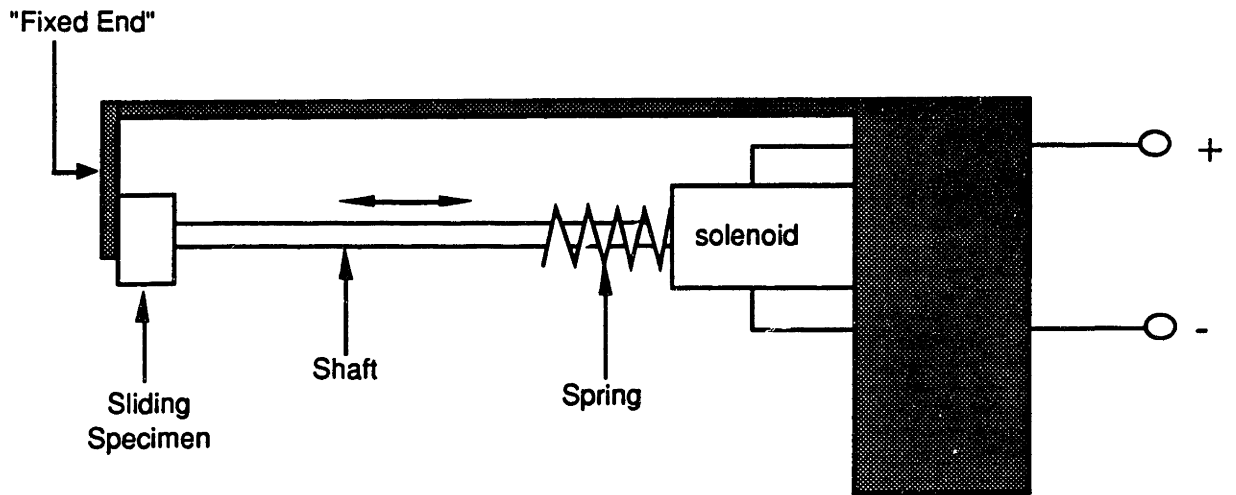 "Fixed End"
+
solenoid
-
Shaft
Spring
Sliding
Specimen